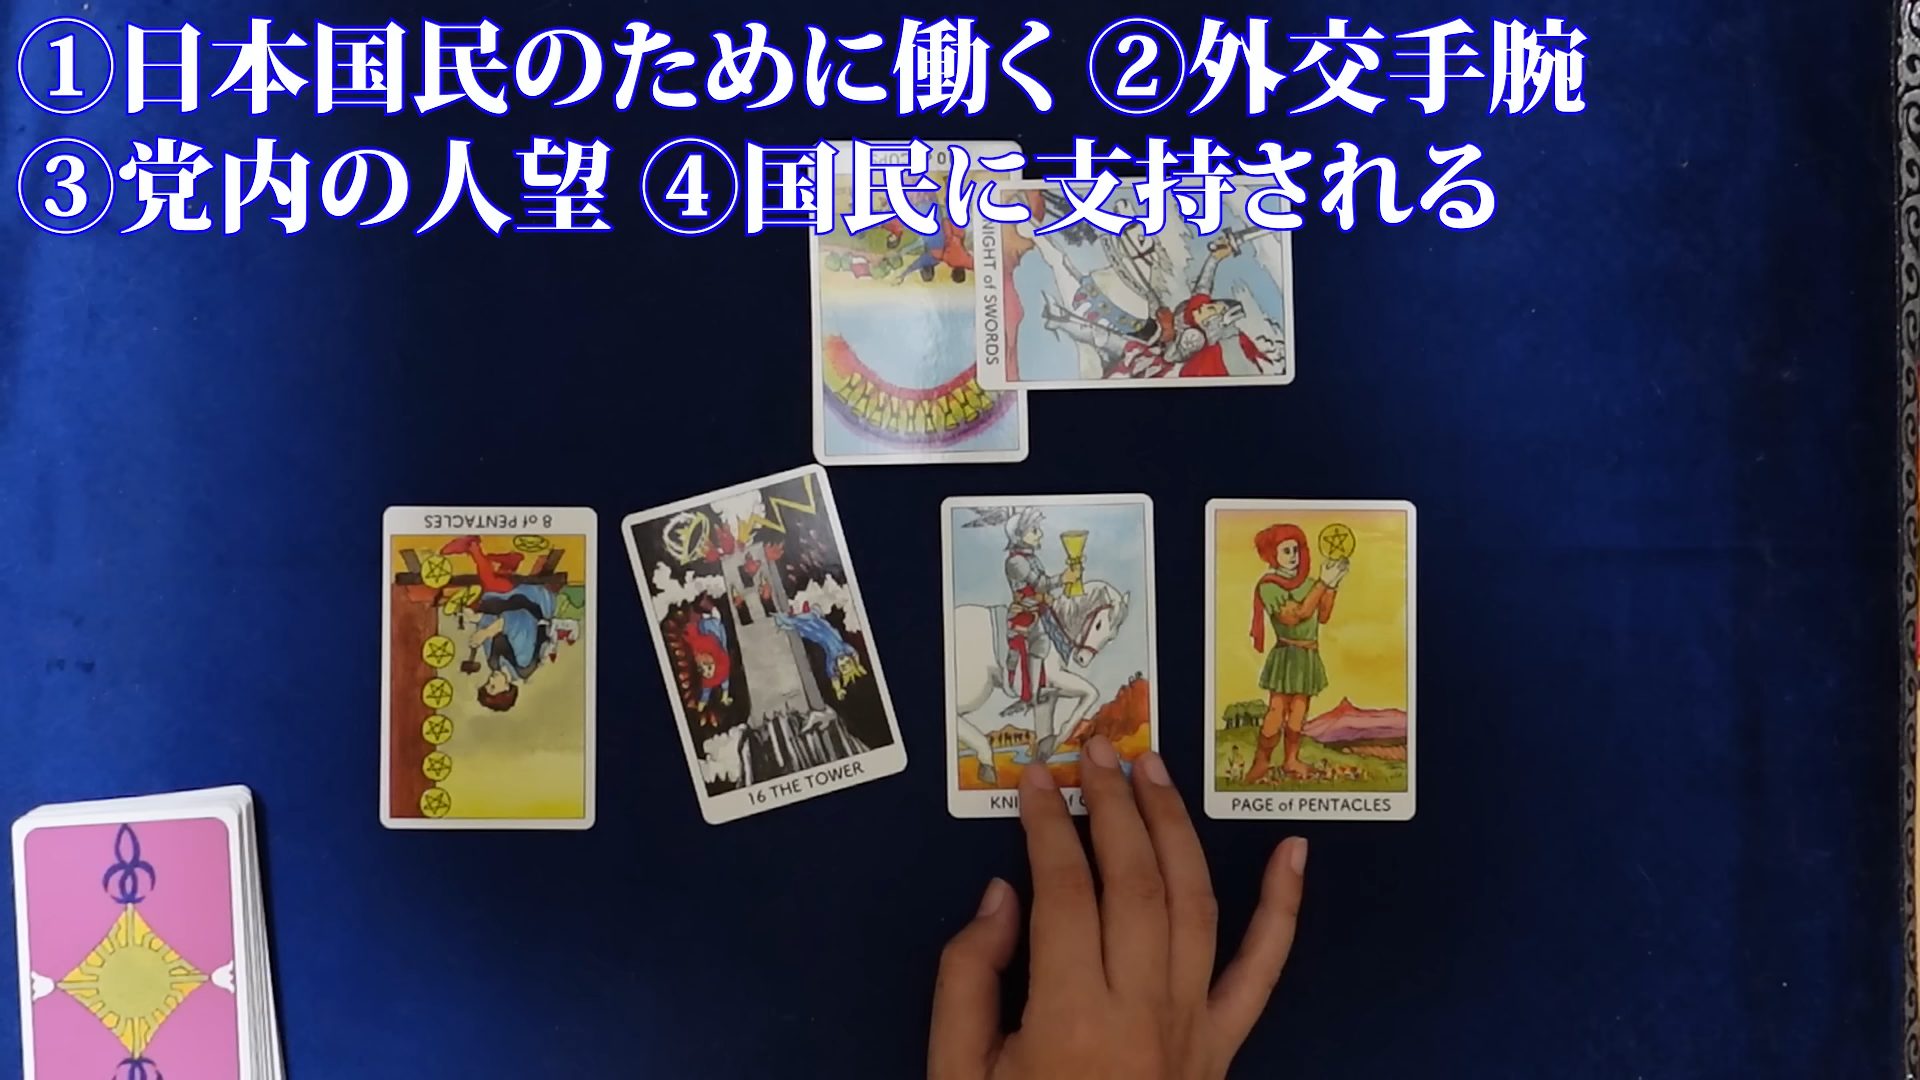 ①日本国民のために働く ②外交手腕
③党内の人望 ④国民に支持される
KNIGHT of SWORDS
8 of PENTACLES
16 THE TOWER
PAGE of PENTACLES